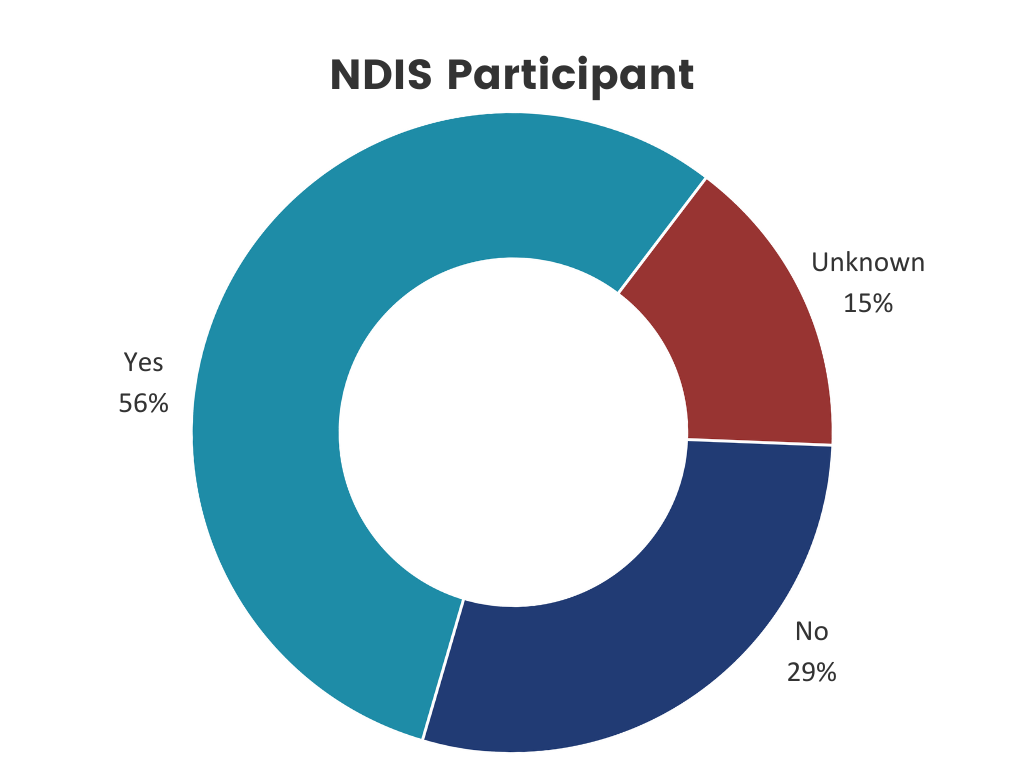 NDIS Participant
Unknown
15%
Yes
56%
No
29%